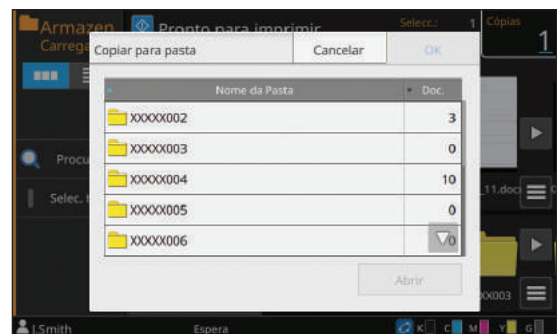 Armazen
Pronto para imprimir
Selecc.: 1
Cópias
1
Carrega
Copiar para pasta
Cancelar
OK
Nome da Pasta
Doc.
XXXXX002 3
XXXXX003 0
XXXXX004 10
XXXXX005 0
XXXXX006 0
Procu
Selec. t
_11.doc
XX003
Abrir
J.Smith
Espera
K C M Y G